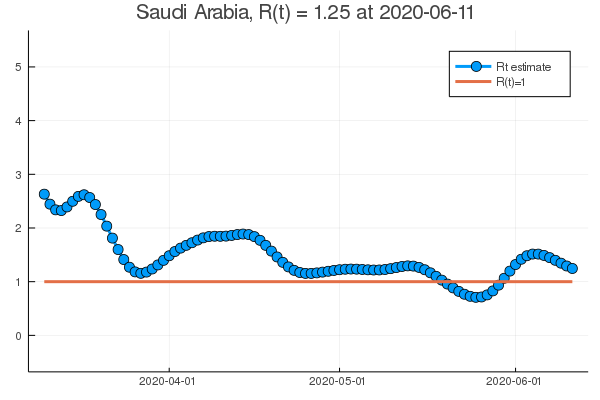 Saudi Arabia, R(t) = 1.25 at 2020-06-11
5
Rt estimate
R(t)=1
4
3
2
1
0
2020-04-01 2020-05-01 2020-06-01